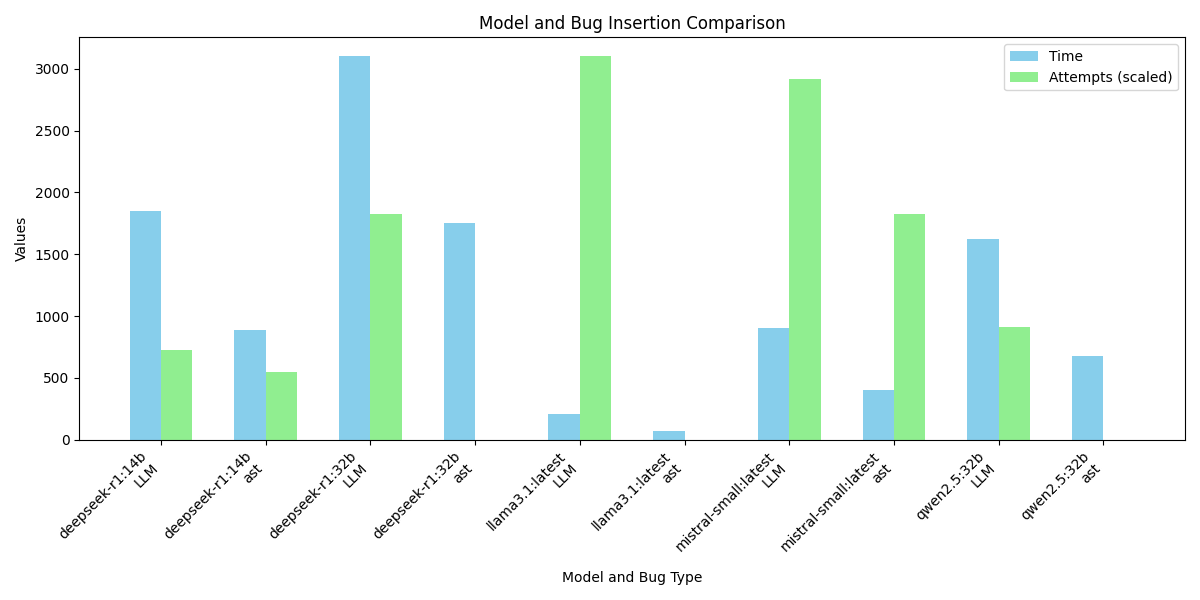 Model and Bug Insertion Comparison
Time
Attempts (scaled)
Values
3000
2500
2000
1500
1000
500
0
deepseek-r1:14b
LLM
deepseek-r1:14b
ast
deepseek-r1:32b
LLM
deepseek-r1:32b
ast
llama3.1:latest
LLM
llama3.1:latest
ast
mistral-small:latest
LLM
mistral-small:latest
ast
qwen2.5:32b
LLM
qwen2.5:32b
ast
Model and Bug Type